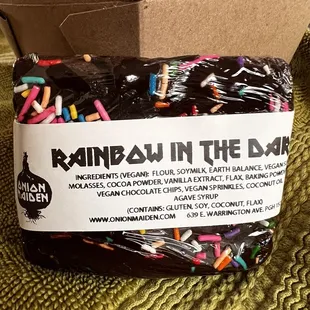 RAINBOW IN THE DAR
INGREDIENTS (VEGAN): FLOUR, SOYMILK, EARTH BALANCE, VEGAN
MOLASSES, COCOA POWDER, VANILLA EXTRACT, FLAX, BAKING POWD
VEGAN CHOCOLATE CHIPS, VEGAN SPRINKLES, COCONUT OIL,
AGAVE SYRUP
(CONTAINS: GLUTEN, SOY, COCONUT, FLAX)
WWW.ONIONMAIDEN.COM 639 E. WARRINGTON AVE. PGH
ONION
MAIDEN